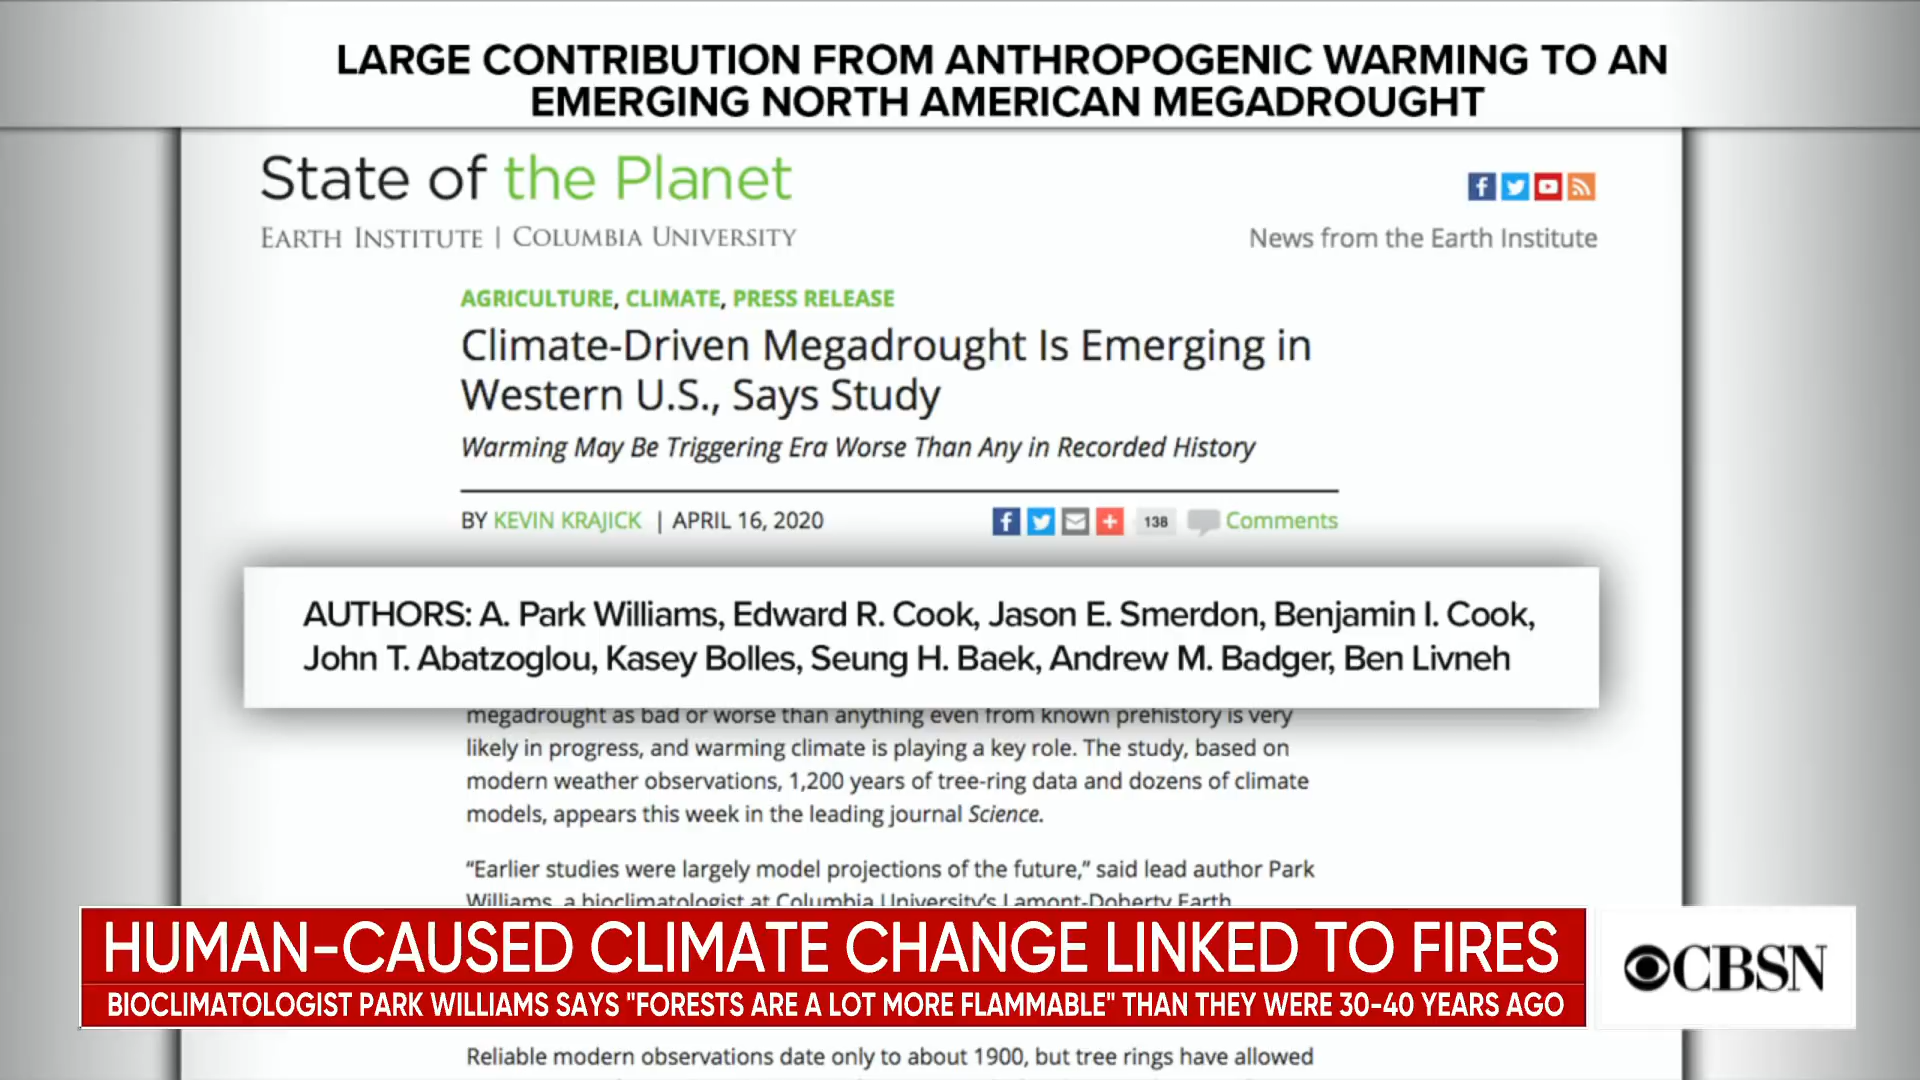 LARGE CONTRIBUTION FROM ANTHROPOGENIC WARMING TO AN
EMERGING NORTH AMERICAN MEGADROUGHT
State of the Planet
EARTH INSTITUTE | COLUMBIA UNIVERSITY
News from the Earth Institute
AGRICULTURE, CLIMATE, PRESS RELEASE
Climate-Driven Megadrought Is Emerging in
Western U.S., Says Study
Warming May Be Triggering Era Worse Than Any in Recorded History
BY KEVIN KRAJICK | APRIL 16, 2020
138 Comments
AUTHORS: A. Park Williams, Edward R. Cook, Jason E. Smerdon, Benjamin I. Cook,
John T. Abatzoglou, Kasey Bolles, Seung H. Baek, Andrew M. Badger, Ben Livneh
megadrought as bad or worse than anything even from known prehistory is very
likely in progress, and warming climate is playing a key role. The study, based on
modern weather observations, 1,200 years of tree-ring data and dozens of climate
models, appears this week in the leading journal Science.
“Earlier studies were largely model projections of the future,” said lead author Park
Williams, a bioclimatologist at Columbia University’s Lamont-Doherty Earth
HUMAN-CAUSED CLIMATE CHANGE LINKED TO FIRES
BIOCLIMATOLOGIST PARK WILLIAMS SAYS "FORESTS ARE A LOT MORE FLAMMABLE" THAN THEY WERE 30-40 YEARS AGO
CBSN
Reliable modern observations date only to about 1900, but tree rings have allowed